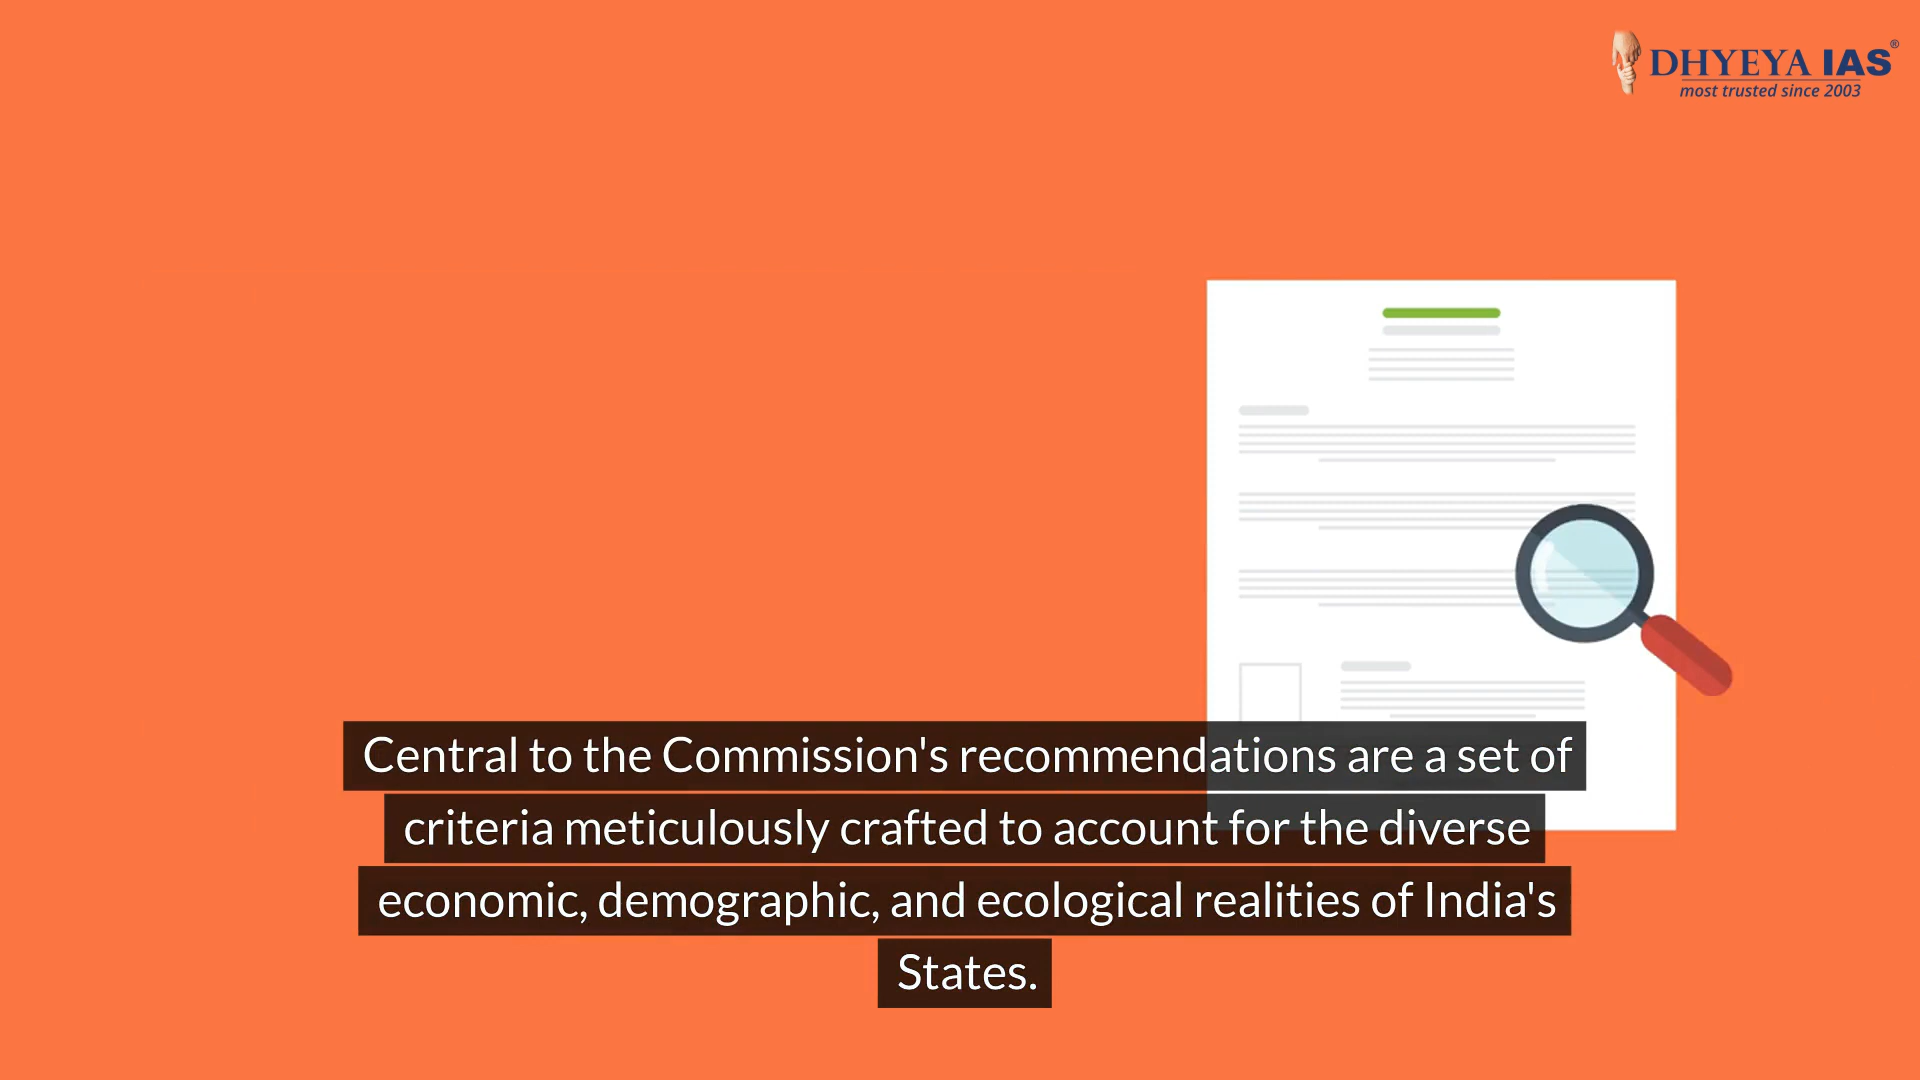 DHYEYA IAS®
most trusted since 2003
Central to the Commission's recommendations are a set of
criteria meticulously crafted to account for the diverse
economic, demographic, and ecological realities of India's
States.